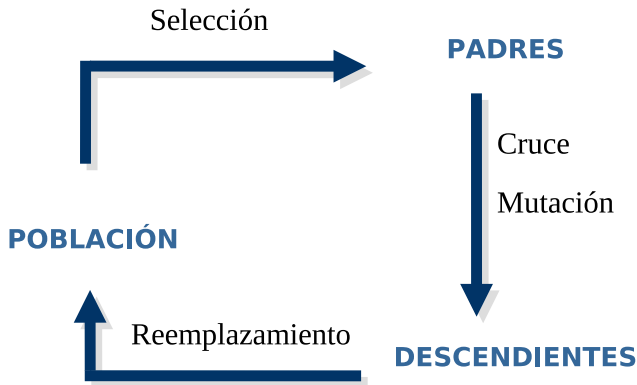 Selección
PADRES
Cruce
Mutación
POBLACIÓN
Reemplazamiento
DESCENDIENTES